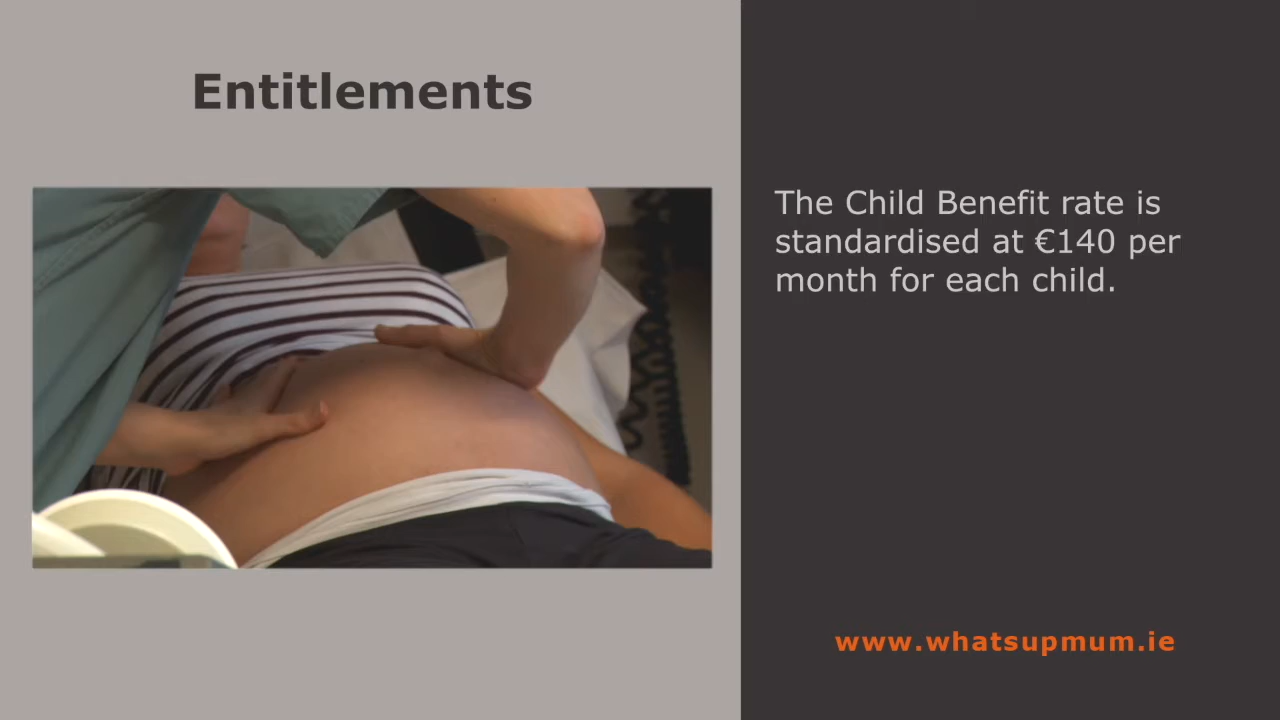 Entitlements
The Child Benefit rate is
standardised at €140 per
month for each child.
www.whatsupmum.ie